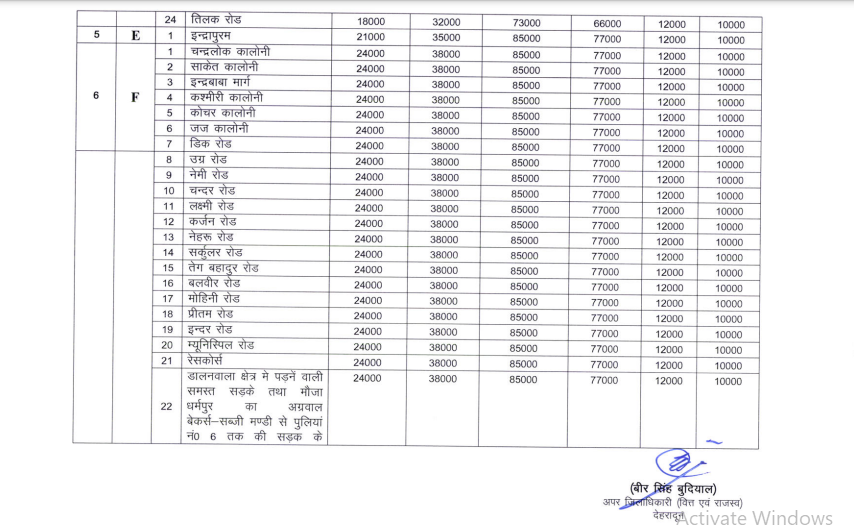 24 तिलक रोड 18000 32000 73000 66000 12000 10000
5 E 1 इन्द्रापुरम 21000 35000 85000 77000 12000 10000
1 चन्द्रलोक कालोनी 24000 38000 85000 77000 12000 10000
2 साकेत कालोनी 24000 38000 85000 77000 12000 10000
3 इन्द्रबाबा मार्ग 24000 38000 85000 77000 12000 10000
6 F 4 कश्मीरी कालोनी 24000 38000 85000 77000 12000 10000
5 कोचर कालोनी 24000 38000 85000 77000 12000 10000
6 जज कालोनी 24000 38000 85000 77000 12000 10000
7 डिक रोड 24000 38000 85000 77000 12000 10000
8 उग्र रोड 24000 38000 85000 77000 12000 10000
9 नेमी रोड 24000 38000 85000 77000 12000 10000
10 चन्दर रोड 24000 38000 85000 77000 12000 10000
11 लक्ष्मी रोड 24000 38000 85000 77000 12000 10000
12 कर्जन रोड 24000 38000 85000 77000 12000 10000
13 नेहरू रोड 24000 38000 85000 77000 12000 10000
14 सर्कुलर रोड 24000 38000 85000 77000 12000 10000
15 तेग बहादुर रोड 24000 38000 85000 77000 12000 10000
16 बलवीर रोड 24000 38000 85000 77000 12000 10000
17 मोहिनी रोड 24000 38000 85000 77000 12000 10000
18 प्रीतम रोड 24000 38000 85000 77000 12000 10000
19 इन्दर रोड 24000 38000 85000 77000 12000 10000
20 म्यूनिस्पिल रोड 24000 38000 85000 77000 12000 10000
21 रेसकोर्स 24000 38000 85000 77000 12000 10000
डालनवाला क्षेत्र मे पड़नें वाली 24000 38000 85000 77000 12000 10000
समस्त सड़के तथा मौजा
22 धर्मपुर का अग्रवाल
बेकर्स–सब्जी मण्डी से पुलियां
नं0 6 तक की सड़क के
(बीर सिंह बुदियाल)
अपर जिलाधिकारी (वित्त एवं राजस्व)
देहरादून
Activate Windows